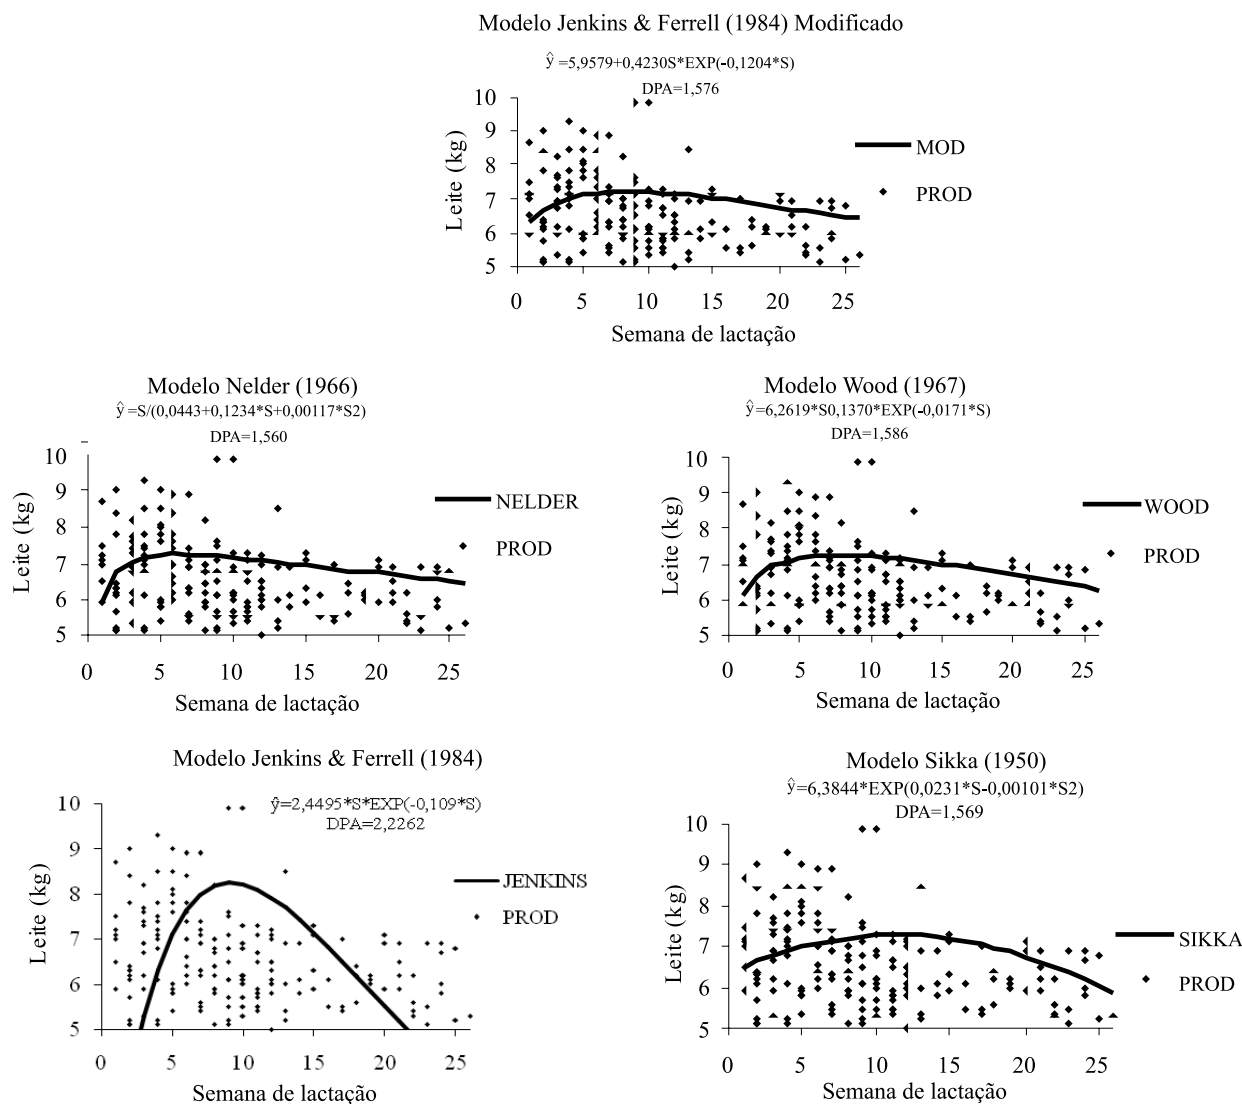 Modelo Jenkins & Ferrell (1984) Modificado
ŷ =5,9579+0,4230S*EXP(-0,1204*S)
DPA=1,576
10
9
8
7
6
5
Leite (kg)
MOD
PROD
0 5 10 15 20 25
Semana de lactação
Modelo Nelder (1966)
ŷ =S/(0,0443+0,1234*S+0,00117*S2)
DPA=1,560
10
9
8
7
6
5
Leite (kg)
NELDER
PROD
0 5 10 15 20 25
Semana de lactação
Modelo Wood (1967)
ŷ=6,2619*S0,1370*EXP(-0,0171*S)
DPA=1,586
10
9
8
7
6
5
Leite (kg)
WOOD
PROD
0 5 10 15 20 25
Semana de lactação
Modelo Jenkins & Ferrell (1984)
ŷ=2,4495*S*EXP(-0,109*S)
DPA=2,2262
10
9
8
7
6
5
Leite (kg)
JENKINS
PROD
0 5 10 15 20 25
Semana de lactação
Modelo Sikka (1950)
ŷ=6,3844*EXP(0,0231*S-0,00101*S2)
DPA=1,569
10
9
8
7
6
5
Leite (kg)
SIKKA
PROD
0 5 10 15 20 25
Semana de lactação